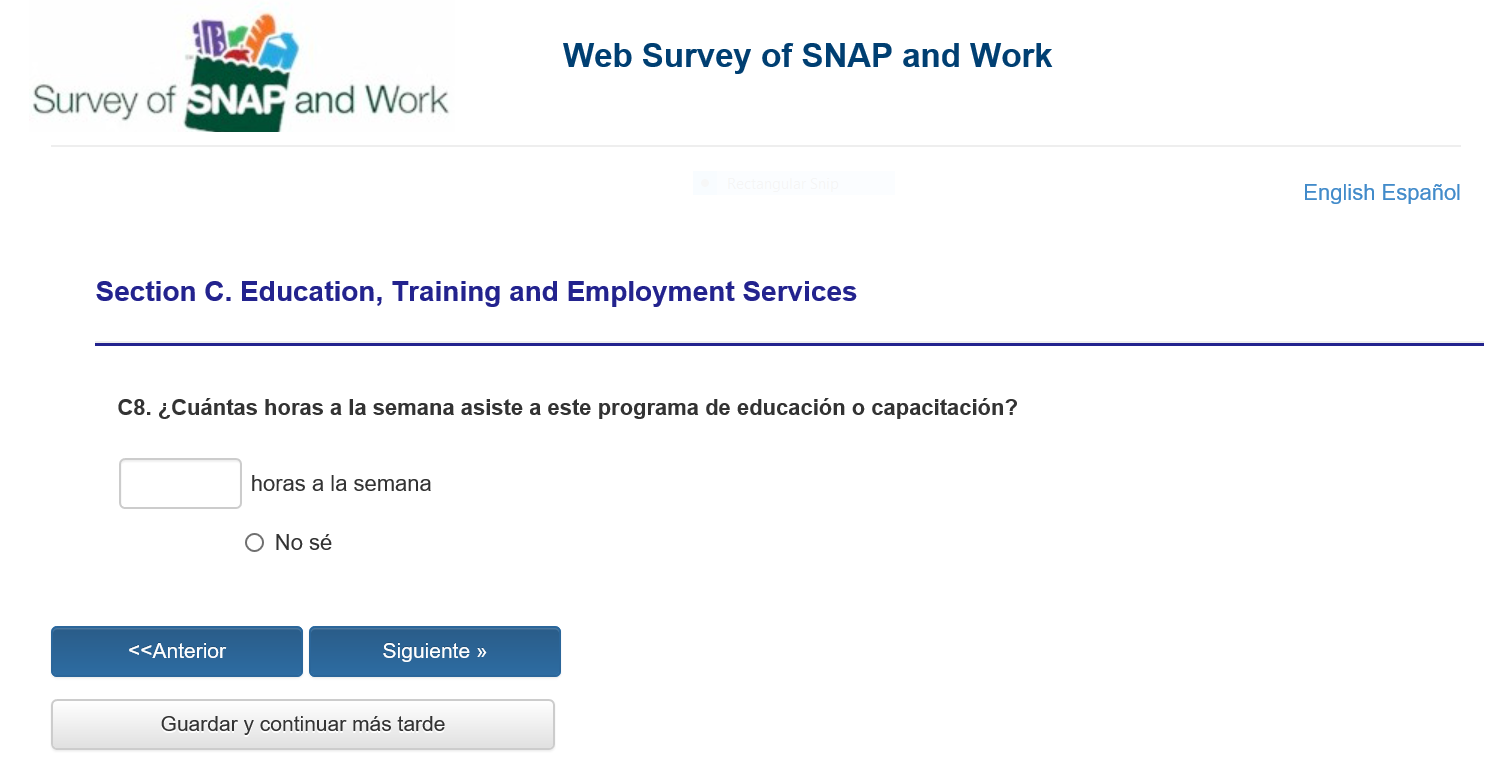 Survey of SNAP and Work
Web Survey of SNAP and Work
Rectangular Snip
English Español
Section C. Education, Training and Employment Services
C8. ¿Cuántas horas a la semana asiste a este programa de educación o capacitación?
horas a la semana
No sé
<<Anterior
Siguiente »
Guardar y continuar más tarde